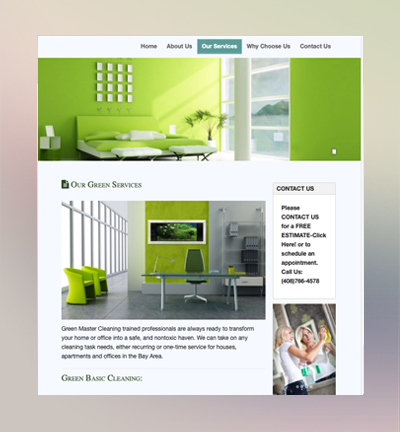 Home About Us Our Services Why Choose Us Contact Us
Our Green Services
Green Master Cleaning trained professionals are always ready to transform
your home or office into a safe, and nontoxic haven. We can take on any
cleaning task needs, either recurring or one-time service for houses,
apartments and offices in the Bay Area.
Green Basic Cleaning:
CONTACT US
Please
CONTACT US
for a FREE
ESTIMATE-Click
Here! or to
schedule an
appointment.
Call Us:
(408)766-4578